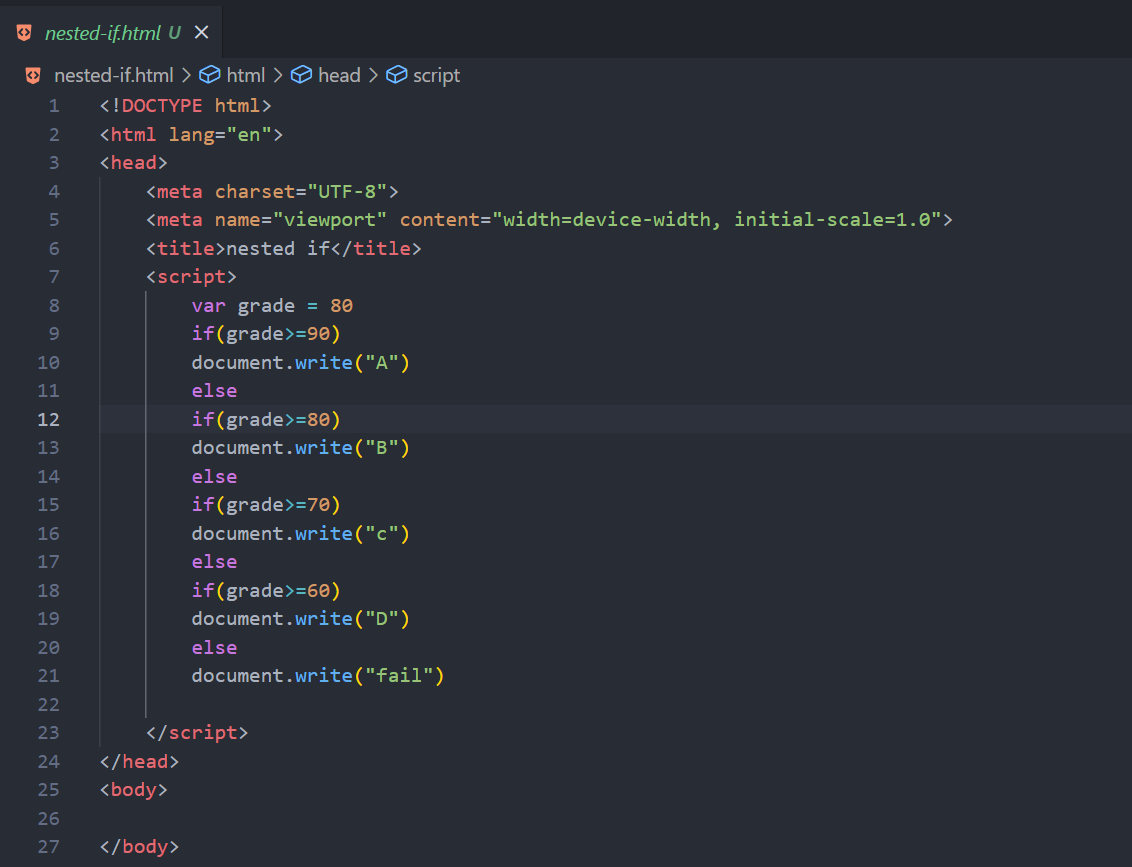 nested-if.html U ×
nested-if.html > html > head > script
1 <!DOCTYPE html>
2 <html lang="en">
3 <head>
4     <meta charset="UTF-8">
5     <meta name="viewport" content="width=device-width, initial-scale=1.0">
6     <title>nested if</title>
7     <script>
8         var grade = 80
9         if(grade>=90)
10         document.write("A")
11         else
12         if(grade>=80)
13         document.write("B")
14         else
15         if(grade>=70)
16         document.write("c")
17         else
18         if(grade>=60)
19         document.write("D")
20         else
21         document.write("fail")
22
23     </script>
24 </head>
25 <body>
26
27 </body>